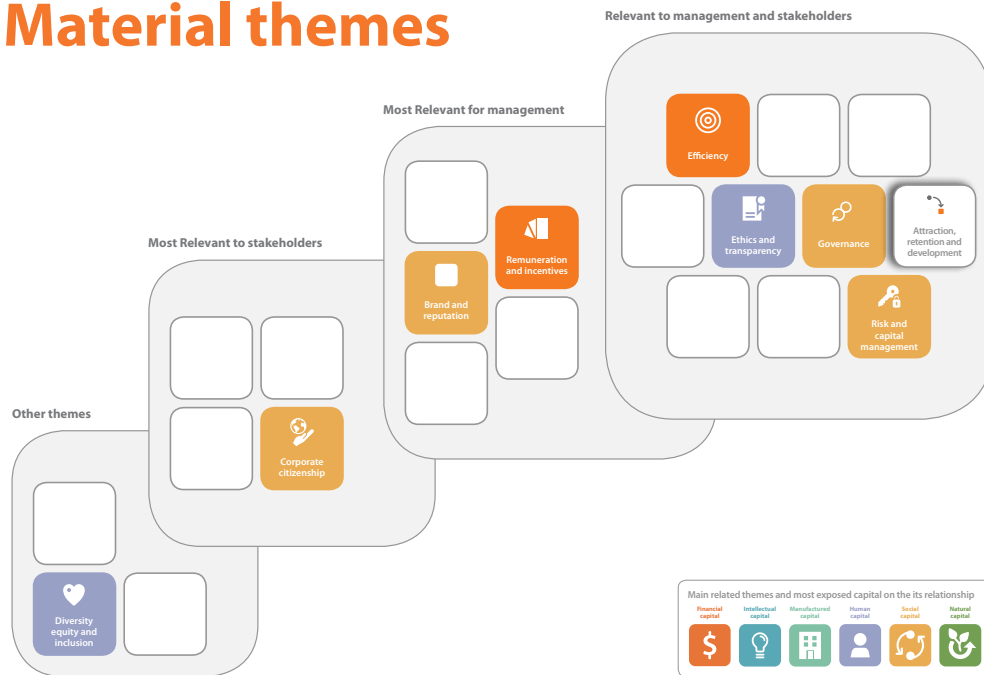 Material themes
Relevant to management and stakeholders
Efficiency
Ethics and
transparency
Governance
Attraction,
retention and
development
Risk and
capital
management
Most Relevant for management
Remuneration
and incentives
Brand and
reputation
Most Relevant to stakeholders
Corporate
citizenship
Other themes
Diversity
equity and
inclusion
Main related themes and most exposed capital on the its relationship
Financial
capital
Intellectual
capital
Manufactured
capital
Human
capital
Social
capital
Natural
capital
$